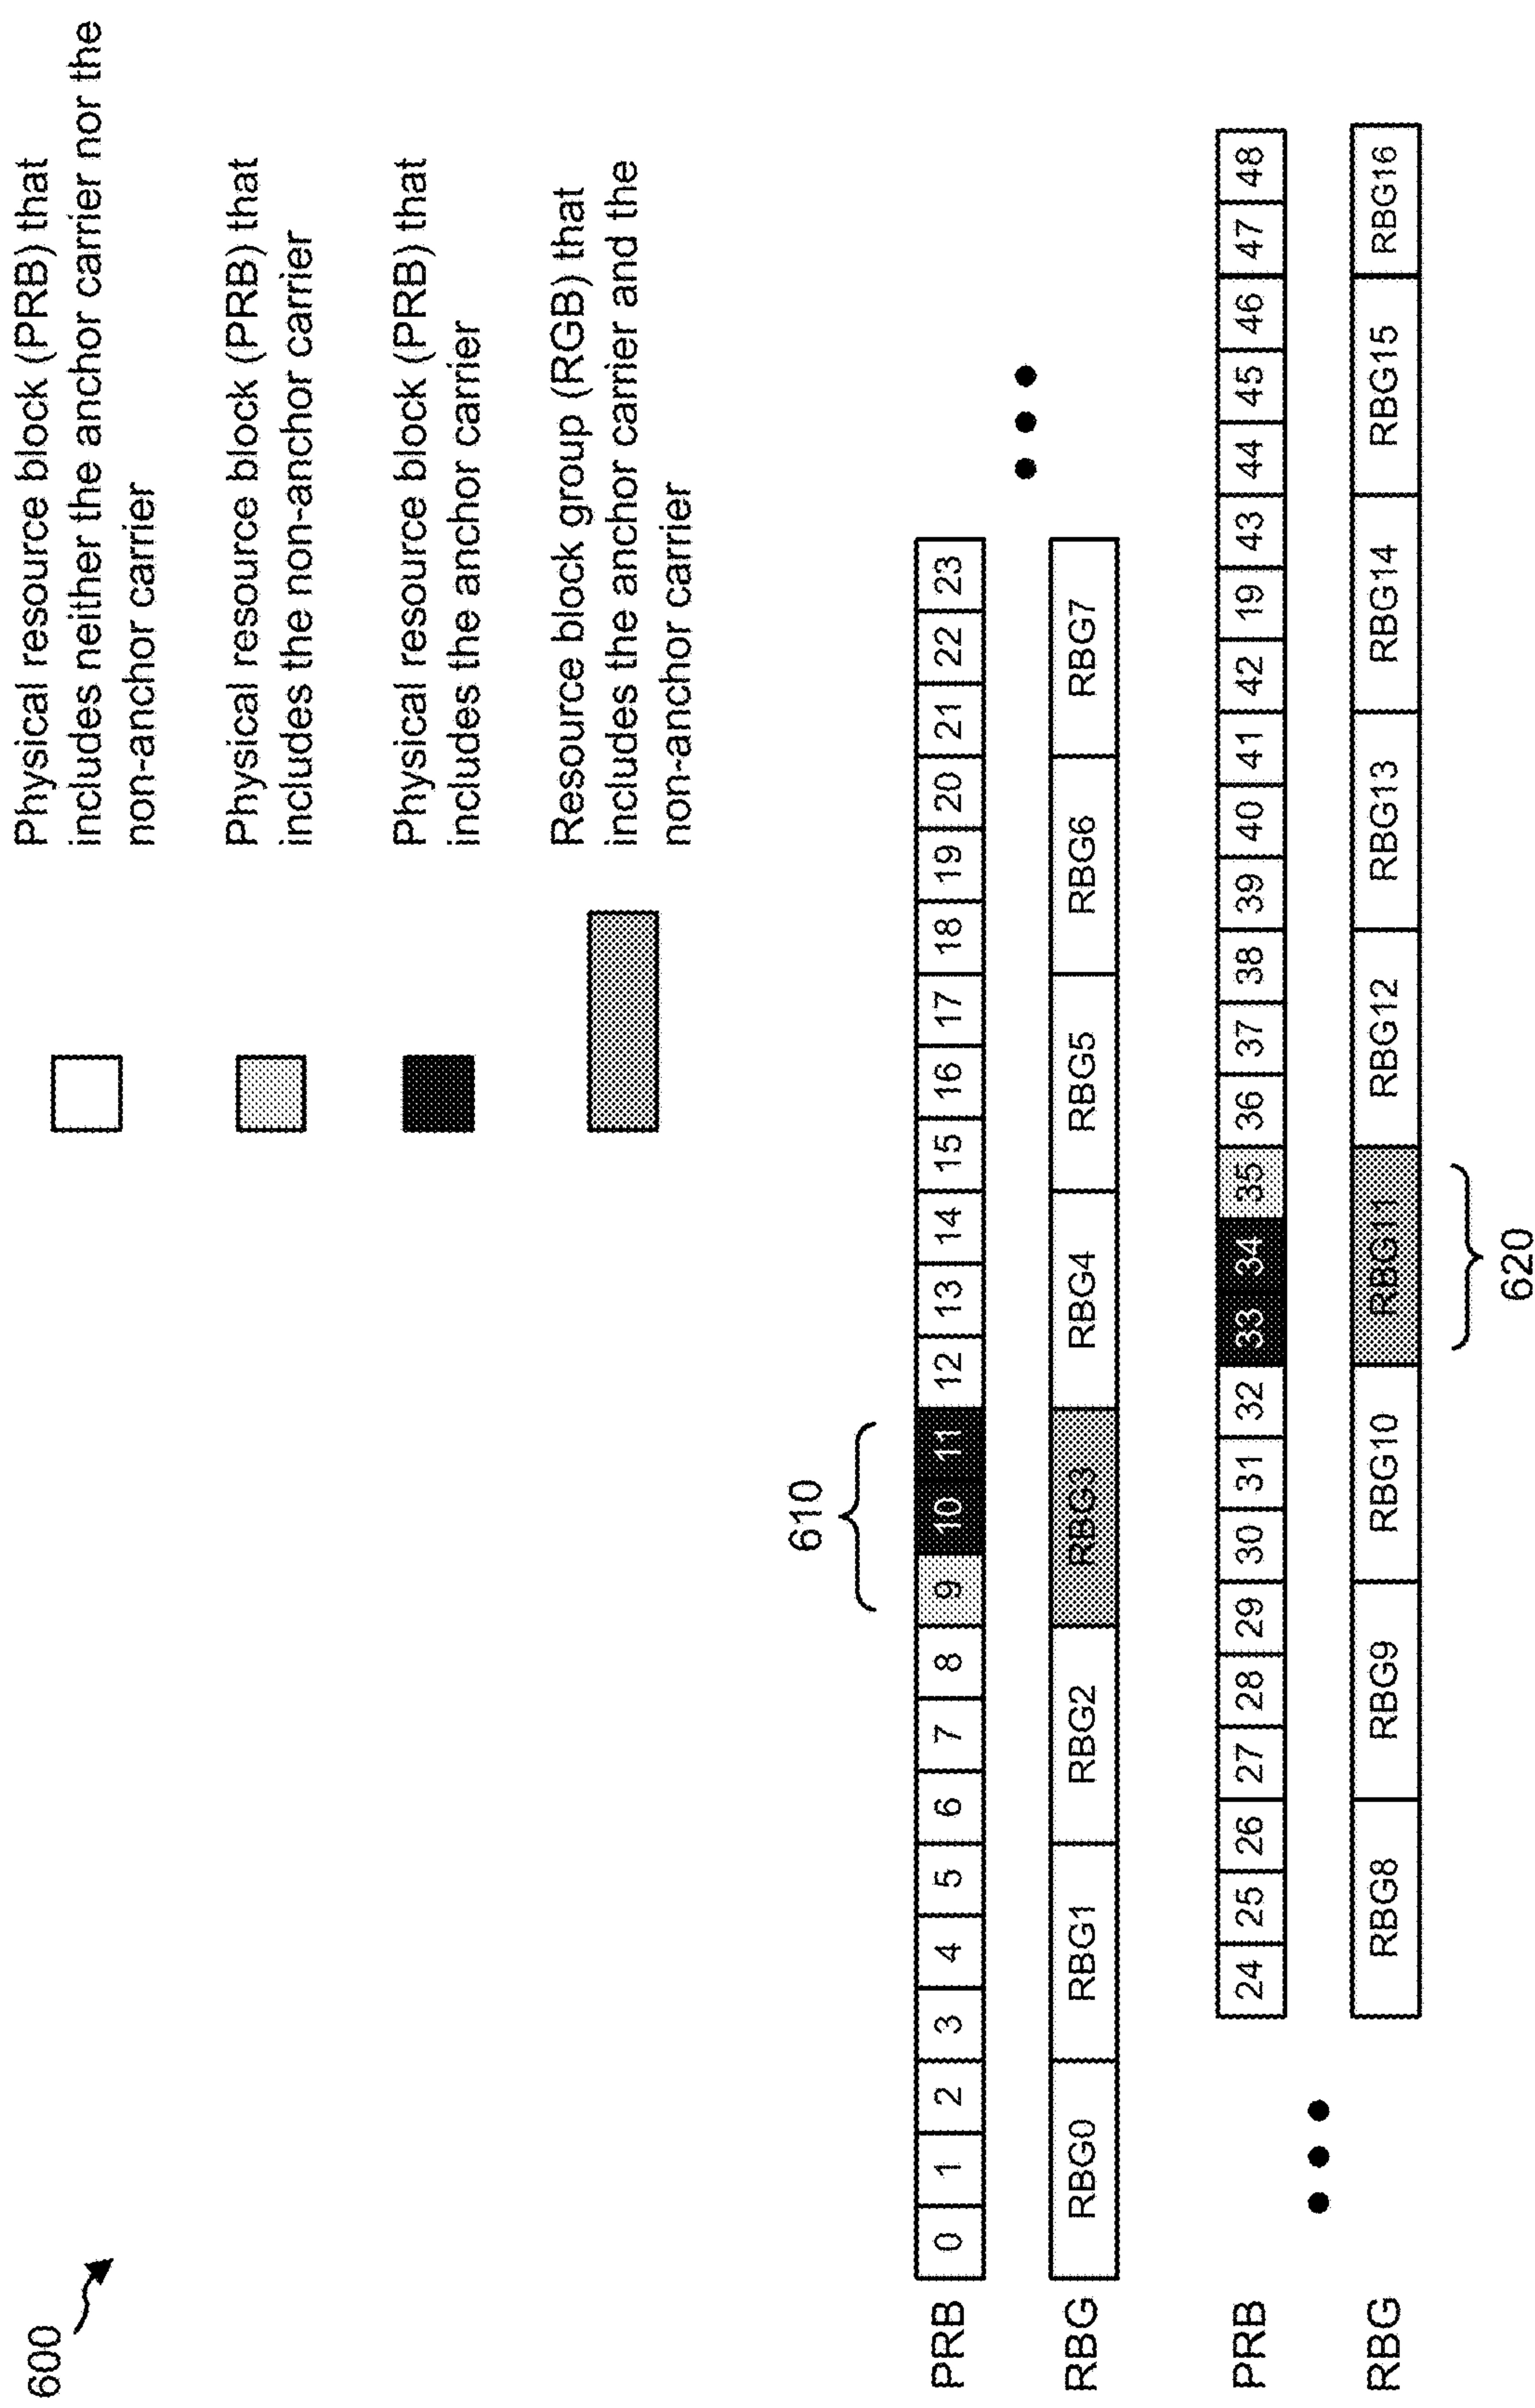 600
Physical resource block (PRB) that
includes neither the anchor carrier nor the
non-anchor carrier
Physical resource block (PRB) that
includes the non-anchor carrier
Physical resource block (PRB) that
includes the anchor carrier
Resource block group (RGB) that
includes the anchor carrier and the
non-anchor carrier
610
PRB 0 1 2 3 4 5 6 7 8 9 10 11 12 13 14 15 16 17 18 19 20 21 22 23
RBG RBG0 RBG1 RBG2 RBG3 RBG4 RBG5 RBG6 RBG7
PRB 24 25 26 27 28 29 30 31 32 33 34 35 36 37 38 39 40 41 42 19 43 44 45 46 47 48
RBG RBG8 RBG9 RBG10 RBG11 RBG12 RBG13 RBG14 RBG15 RBG16
620